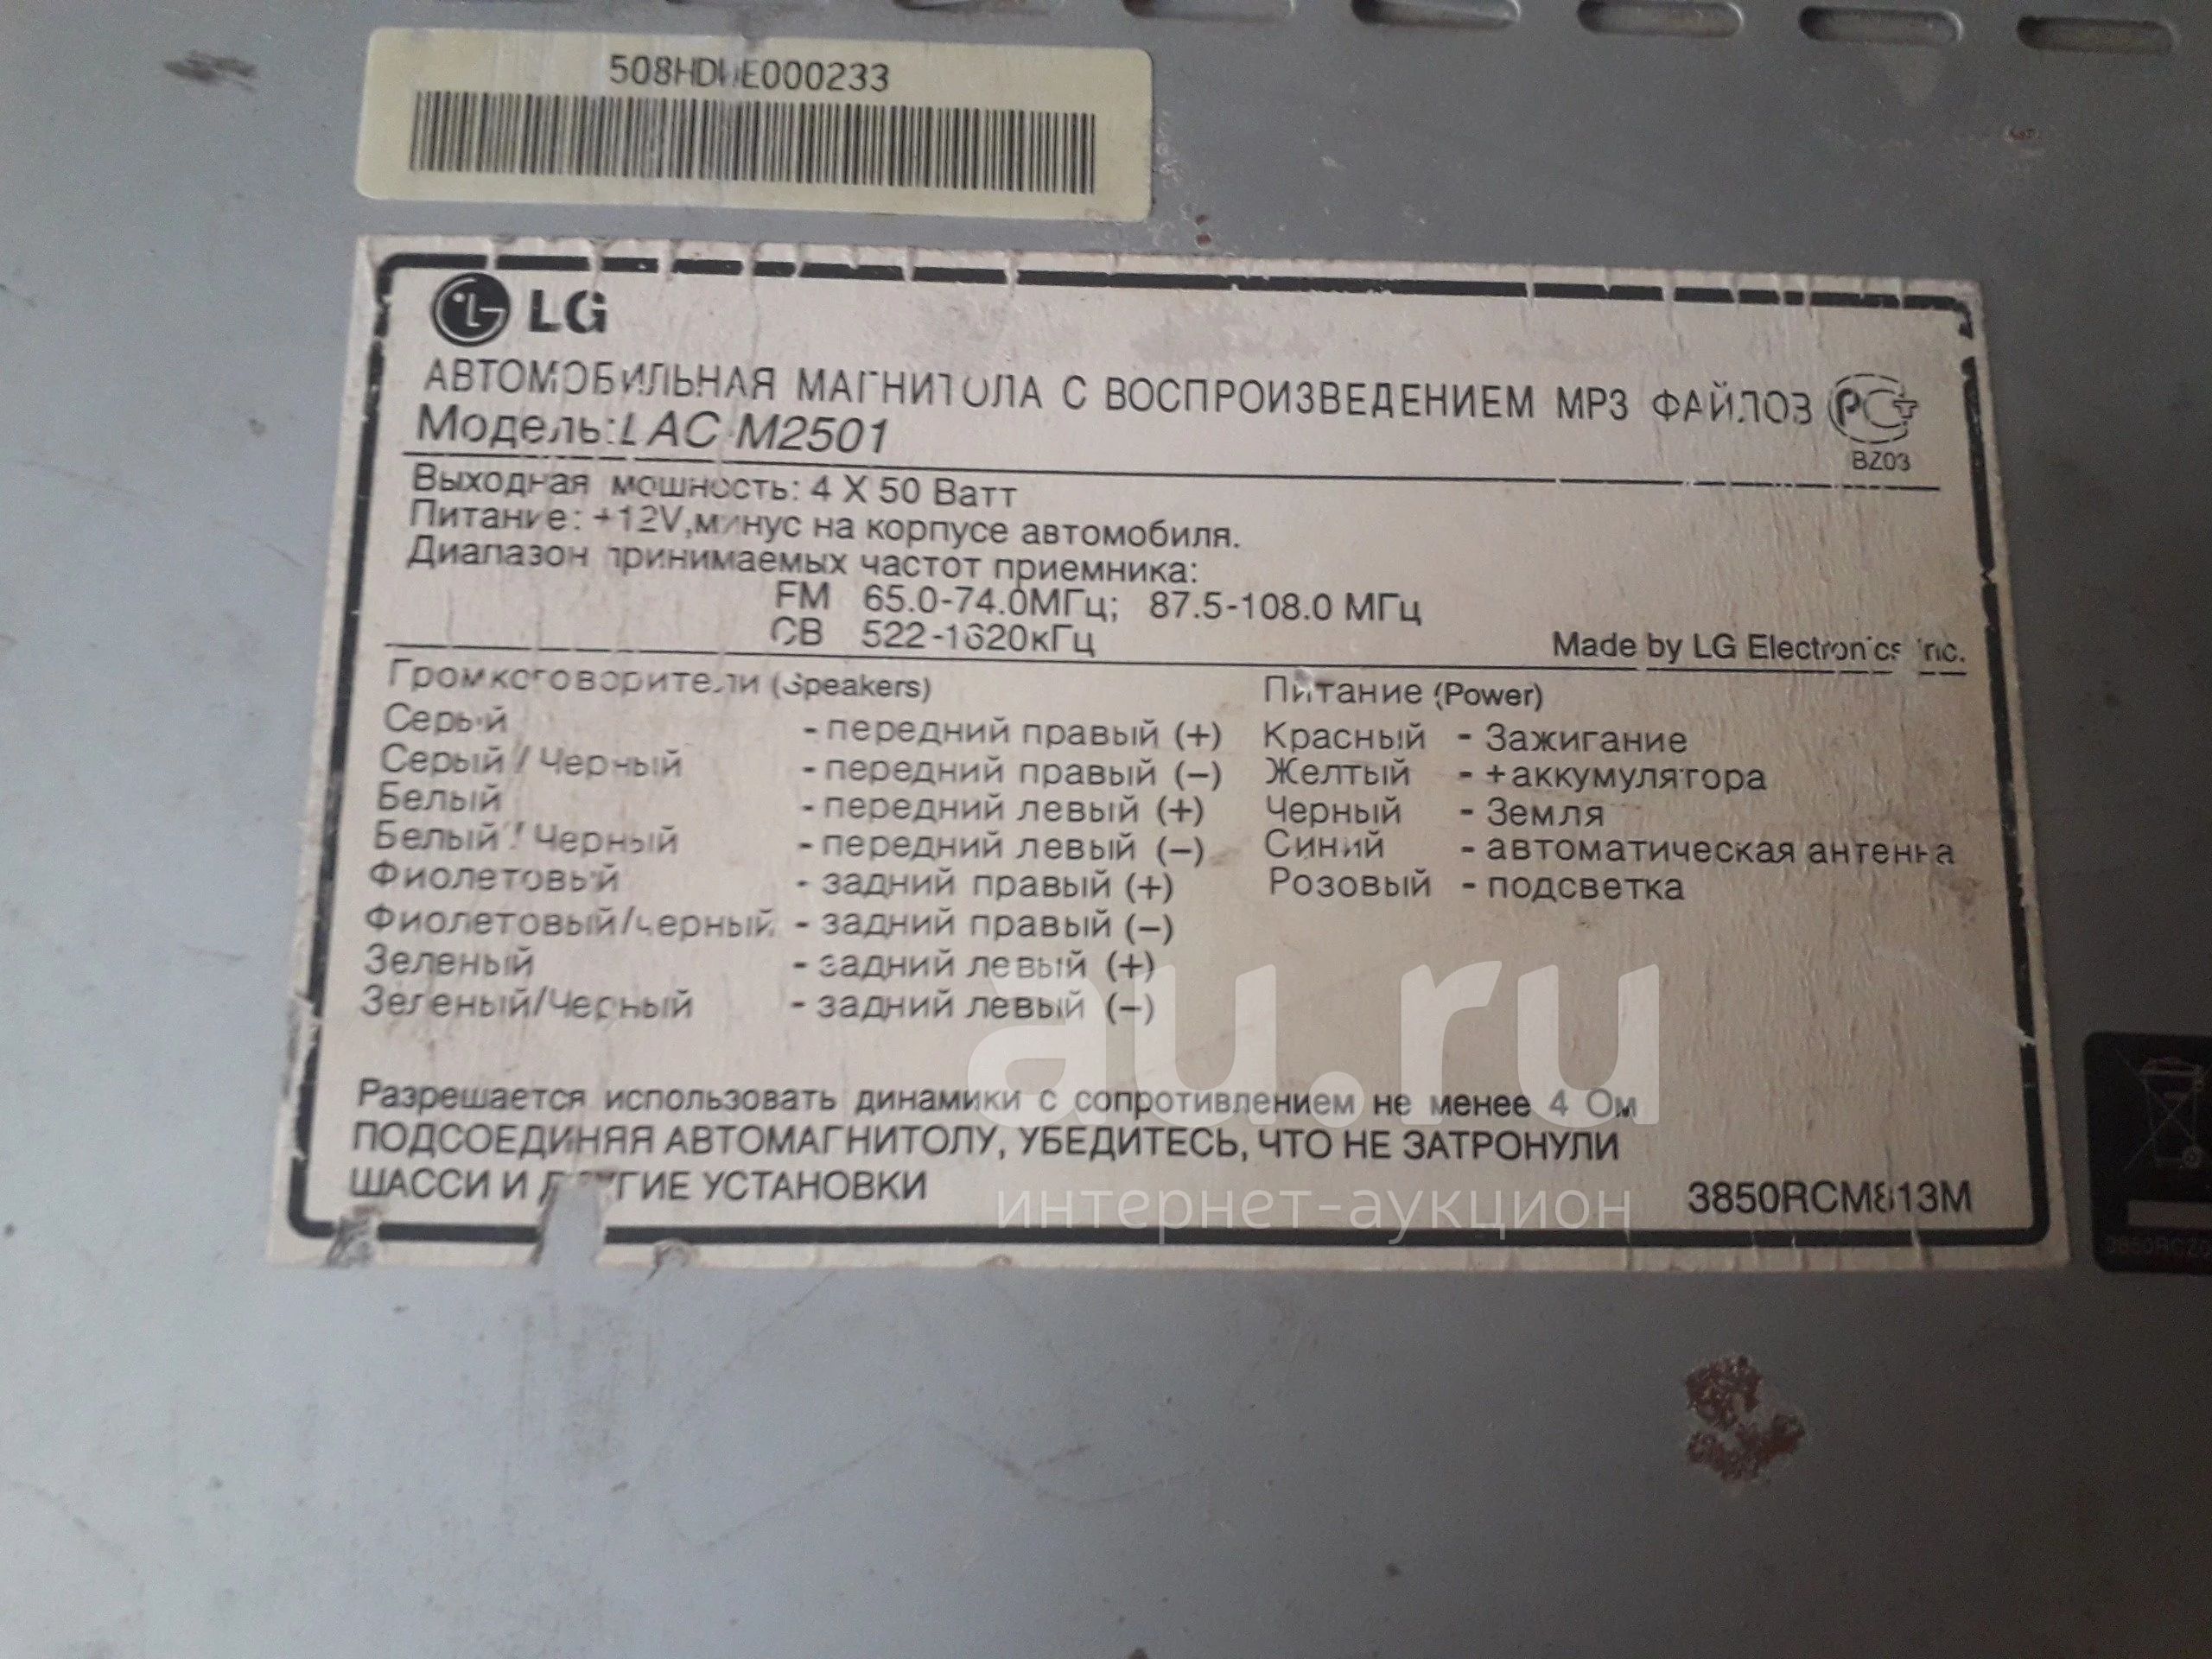 LG
АВТОМОБИЛЬНАЯ МАГНИТОЛА С ВОСПРОИЗВЕДЕНИЕМ MP3 ФАЙЛОВ
Модель: LAC M2501
BZ03
Выходная мощность: 4 X 50 Ватт
Питание: +12V, минус на корпусе автомобиля.
Диапазон принимаемых частот приемника:
FM 65.0-74.0МГц; 87.5-108.0 МГц
СВ 522-1620кГц
Made by LG Electronics Inc.
Громкоговорители (Speakers) Питание (Power)
Серый - передний правый (+) Красный - Зажигание
Серый / Черный - передний правый (–) Желтый - +аккумулятора
Белый - передний левый (+) Черный - Земля
Белый / Черный - передний левый (–) Синий - автоматическая антенна
Фиолетовый - задний правый (+) Розовый - подсветка
Фиолетовый/черный - задний правый (–)
Зеленый - задний левый (+)
Зеленый/Черный - задний левый (–)
au.ru
Разрешается использовать динамики с сопротивлением не менее 4 Ом
ПОДСОЕДИНЯЯ АВТОМАГНИТОЛУ, УБЕДИТЕСЬ, ЧТО НЕ ЗАТРОНУЛИ
ШАССИ И ДРУГИЕ УСТАНОВКИ
интернет-аукцион
3850RCM813M